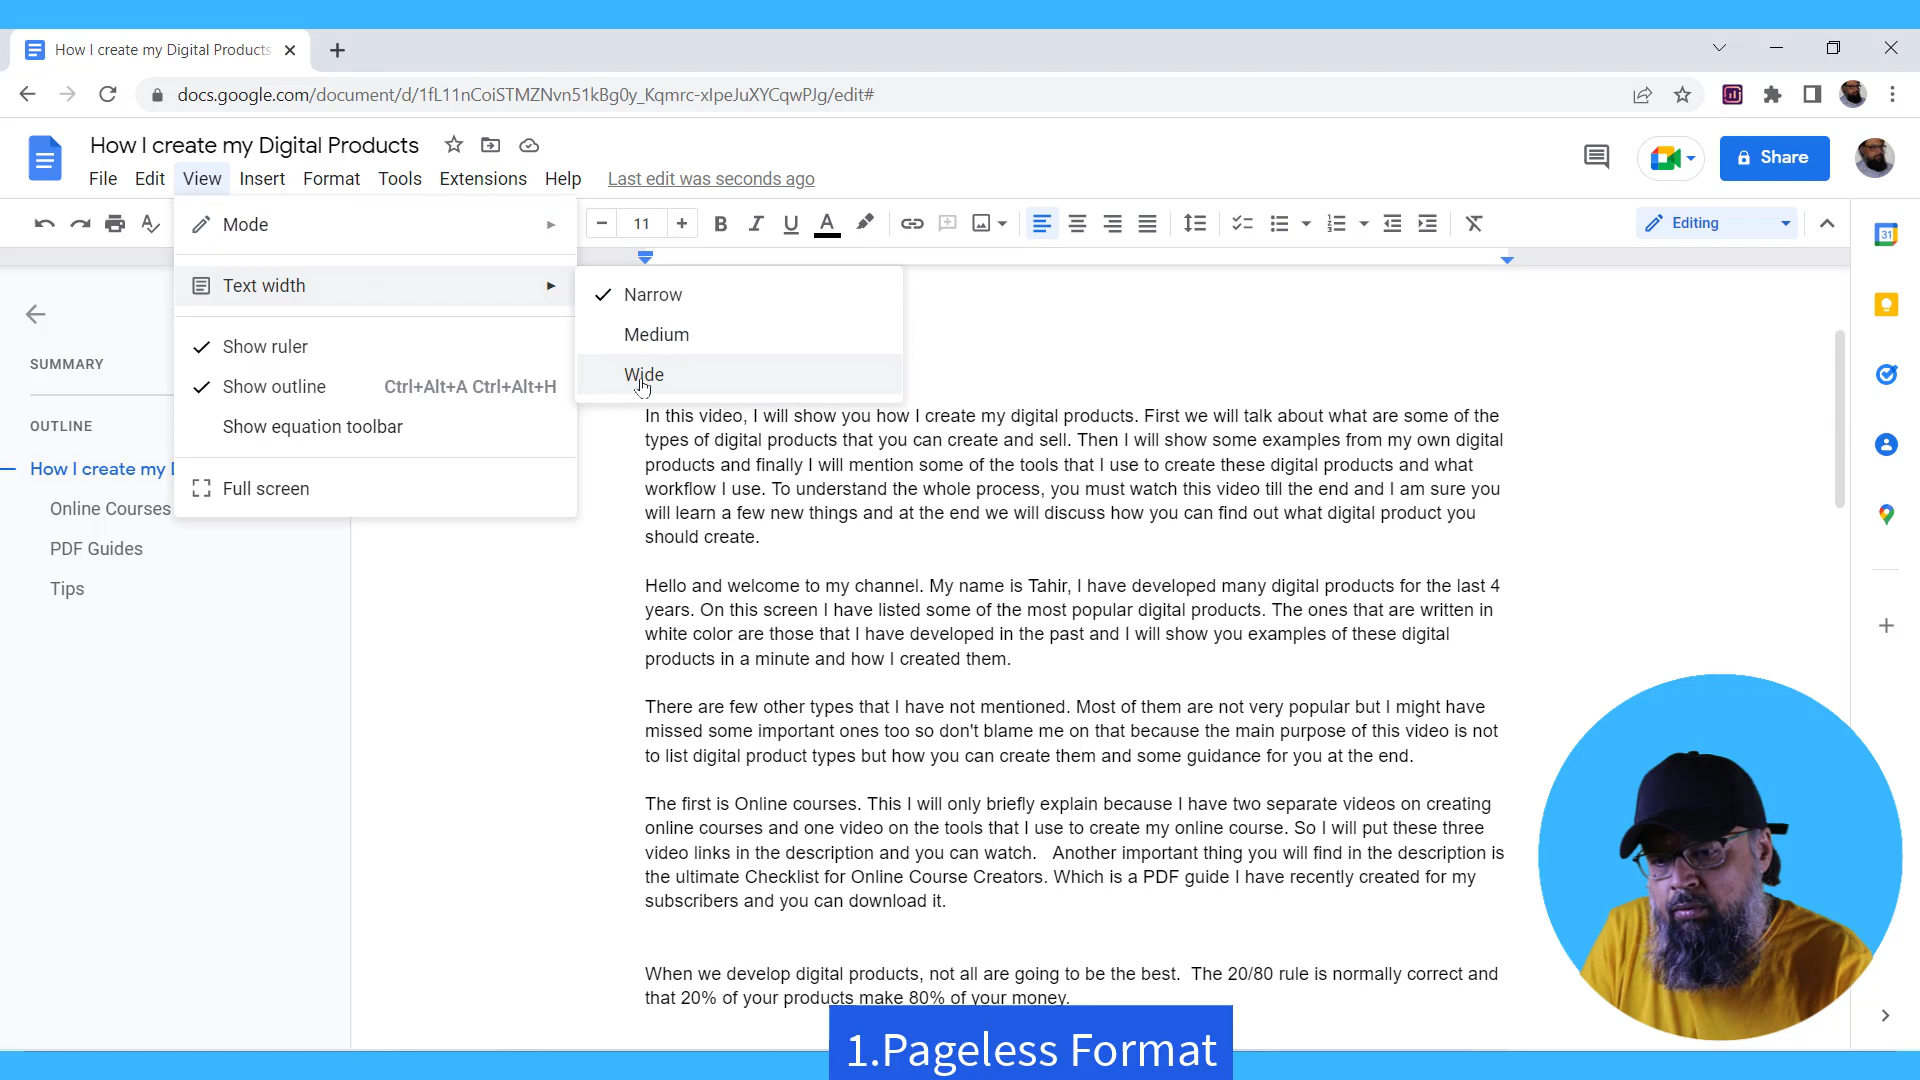 How I create my Digital Products
docs.google.com/document/d/1fL11nCoiSTMZNvn51kBg0y_Kqmrc-xIpeJuXYCqwPJg/edit#
How I create my Digital Products
Share
File Edit View Insert Format Tools Extensions Help Last edit was seconds ago
11
Editing
Mode
Text width
Show ruler
Show outline Ctrl+Alt+A Ctrl+Alt+H
Show equation toolbar
Full screen
Narrow
Medium
Wide
SUMMARY
OUTLINE
How I create my
Online Courses
PDF Guides
Tips
In this video, I will show you how I create my digital products. First we will talk about what are some of the
types of digital products that you can create and sell. Then I will show some examples from my own digital
products and finally I will mention some of the tools that I use to create these digital products and what
workflow I use. To understand the whole process, you must watch this video till the end and I am sure you
will learn a few new things and at the end we will discuss how you can find out what digital product you
should create.
Hello and welcome to my channel. My name is Tahir, I have developed many digital products for the last 4
years. On this screen I have listed some of the most popular digital products. The ones that are written in
white color are those that I have developed in the past and I will show you examples of these digital
products in a minute and how I created them.
There are few other types that I have not mentioned. Most of them are not very popular but I might have
missed some important ones too so don't blame me on that because the main purpose of this video is not
to list digital product types but how you can create them and some guidance for you at the end.
The first is Online courses. This I will only briefly explain because I have two separate videos on creating
online courses and one video on the tools that I use to create my online course. So I will put these three
video links in the description and you can watch. Another important thing you will find in the description is
the ultimate Checklist for Online Course Creators. Which is a PDF guide I have recently created for my
subscribers and you can download it.
When we develop digital products, not all are going to be the best. The 20/80 rule is normally correct and
that 20% of your products make 80% of your money.
31
1.Pageless Format